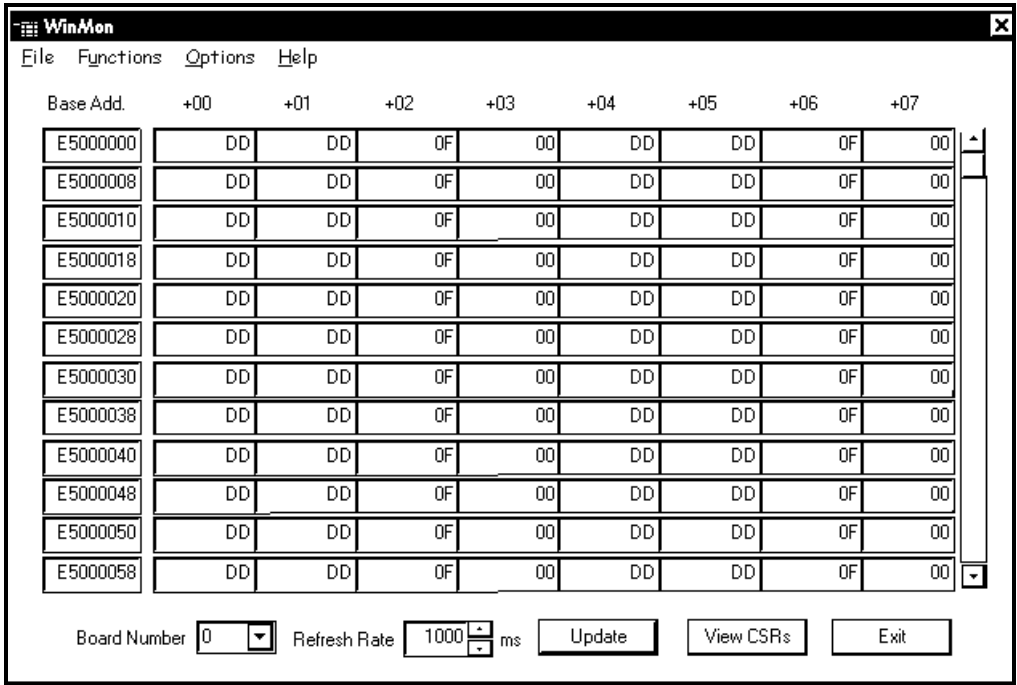 WinMon
File Functions Options Help
Base Add. +00 +01 +02 +03 +04 +05 +06 +07
E5000000 DD DD 0F 00 DD DD 0F 00
E5000008 DD DD 0F 00 DD DD 0F 00
E5000010 DD DD 0F 00 DD DD 0F 00
E5000018 DD DD 0F 00 DD DD 0F 00
E5000020 DD DD 0F 00 DD DD 0F 00
E5000028 DD DD 0F 00 DD DD 0F 00
E5000030 DD DD 0F 00 DD DD 0F 00
E5000038 DD DD 0F 00 DD DD 0F 00
E5000040 DD DD 0F 00 DD DD 0F 00
E5000048 DD DD 0F 00 DD DD 0F 00
E5000050 DD DD 0F 00 DD DD 0F 00
E5000058 DD DD 0F 00 DD DD 0F 00
Board Number 0 Refresh Rate 1000 ms Update View CSRs Exit